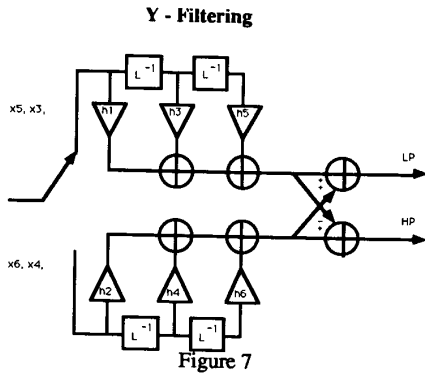 Y - Filtering
L⁻¹ L⁻¹
x5, x3,
h1 h3 h5
LP
+
+
-
+
HP
x6, x4,
h2 h4 h6
L⁻¹ L⁻¹
Figure 7